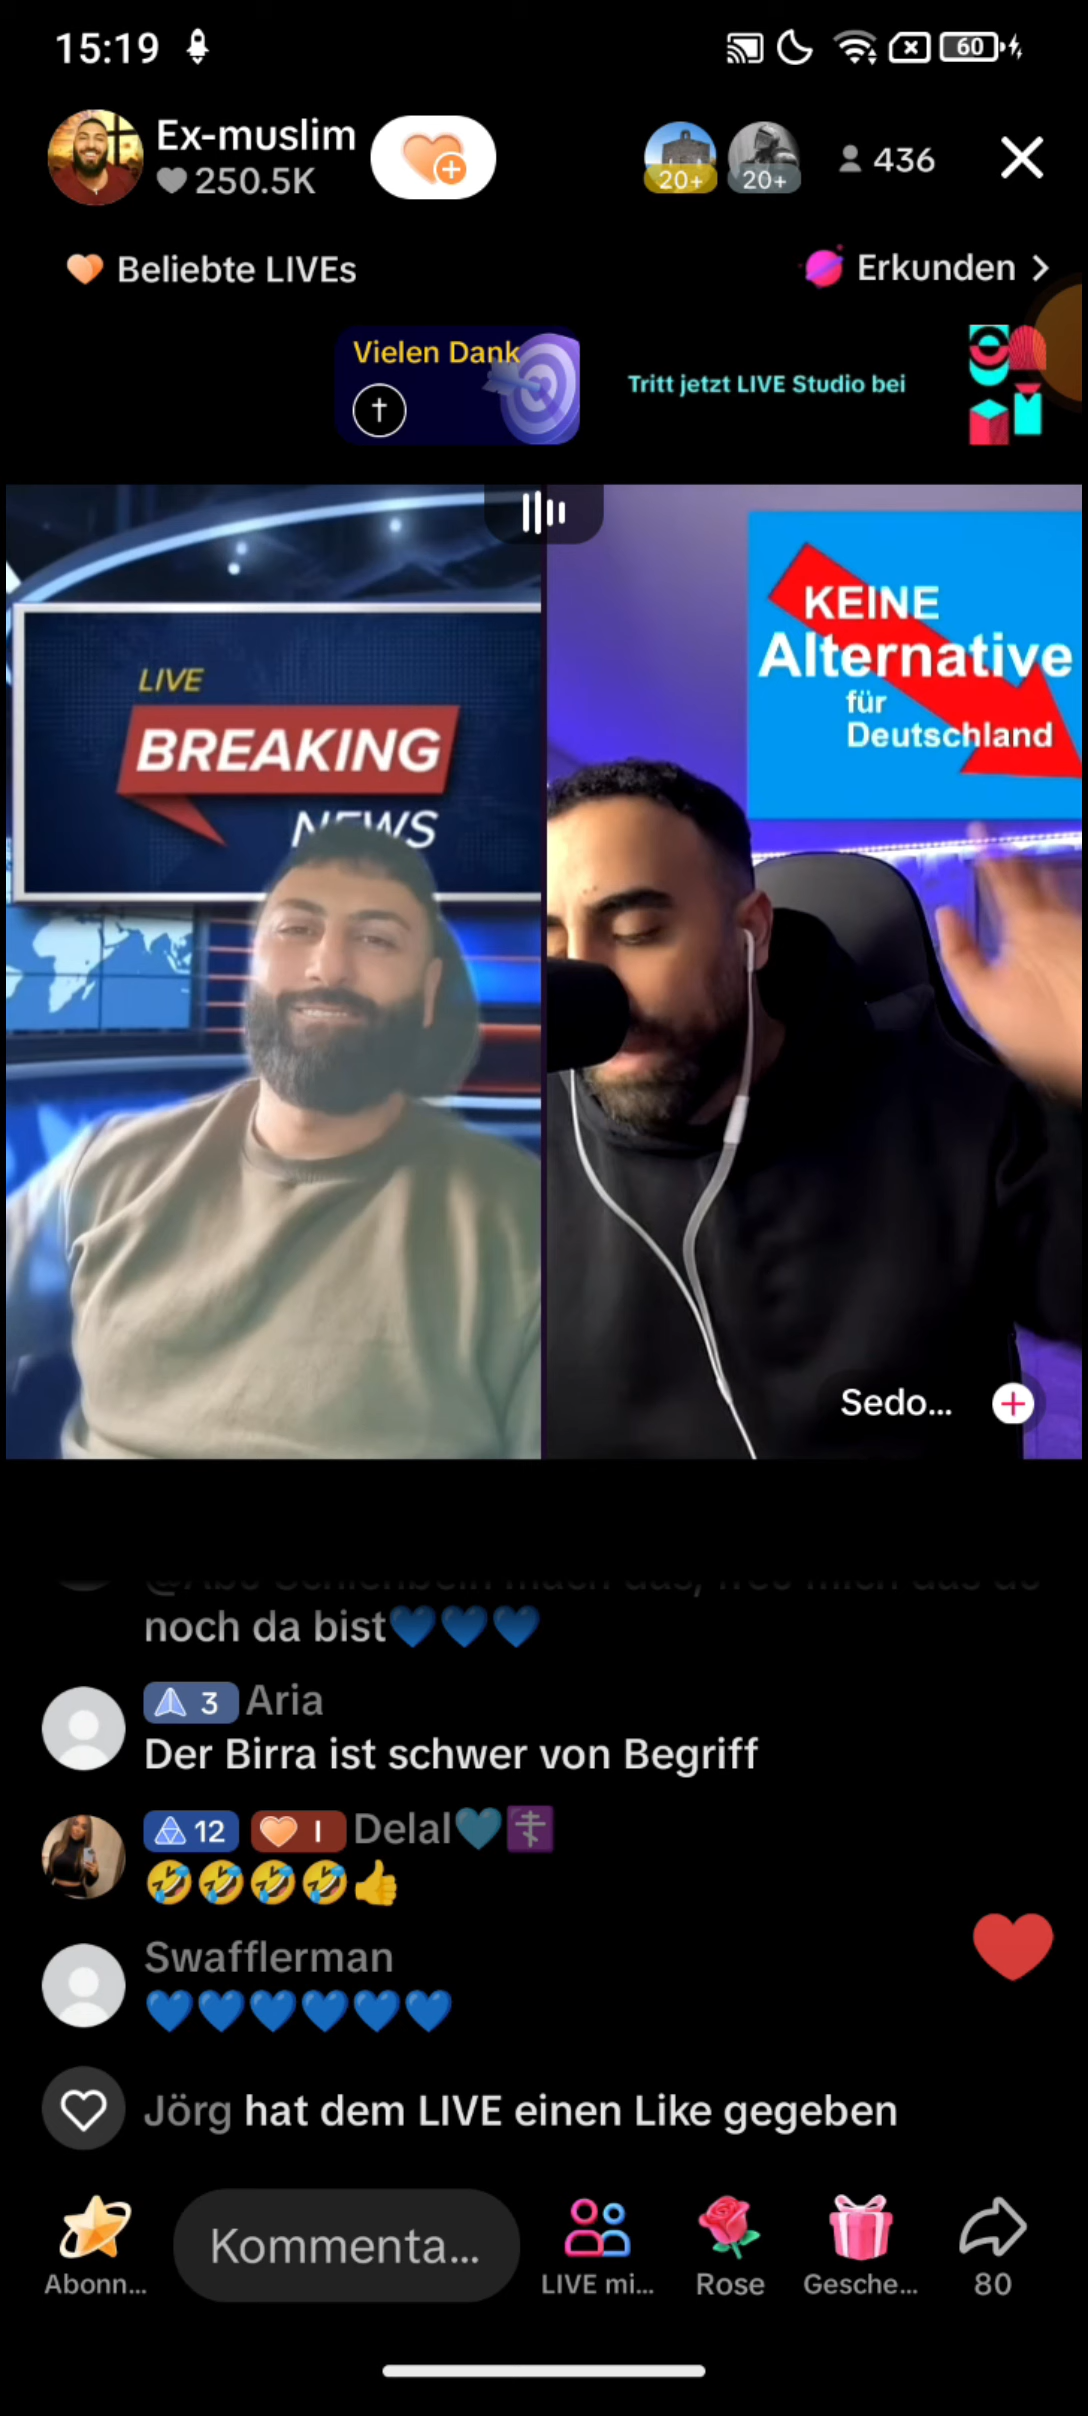 15:19
60
Ex-muslim
250.5K
20+
20+
436
Beliebte LIVEs
Erkunden >
Vielen Dank
Tritt jetzt LIVE Studio bei
LIVE
BREAKING
NEWS
KEINE
Alternative
für
Deutschland
Sedo...
noch da bist💙💙💙
3 Aria
Der Birra ist schwer von Begriff
12 I Delal🩵☦️
🤣🤣🤣🤣👍
Swafflerman
💙💙💙💙💙💙
Jörg hat dem LIVE einen Like gegeben
Kommenta...
Abonn...
LIVE mi...
Rose
Gesche...
80